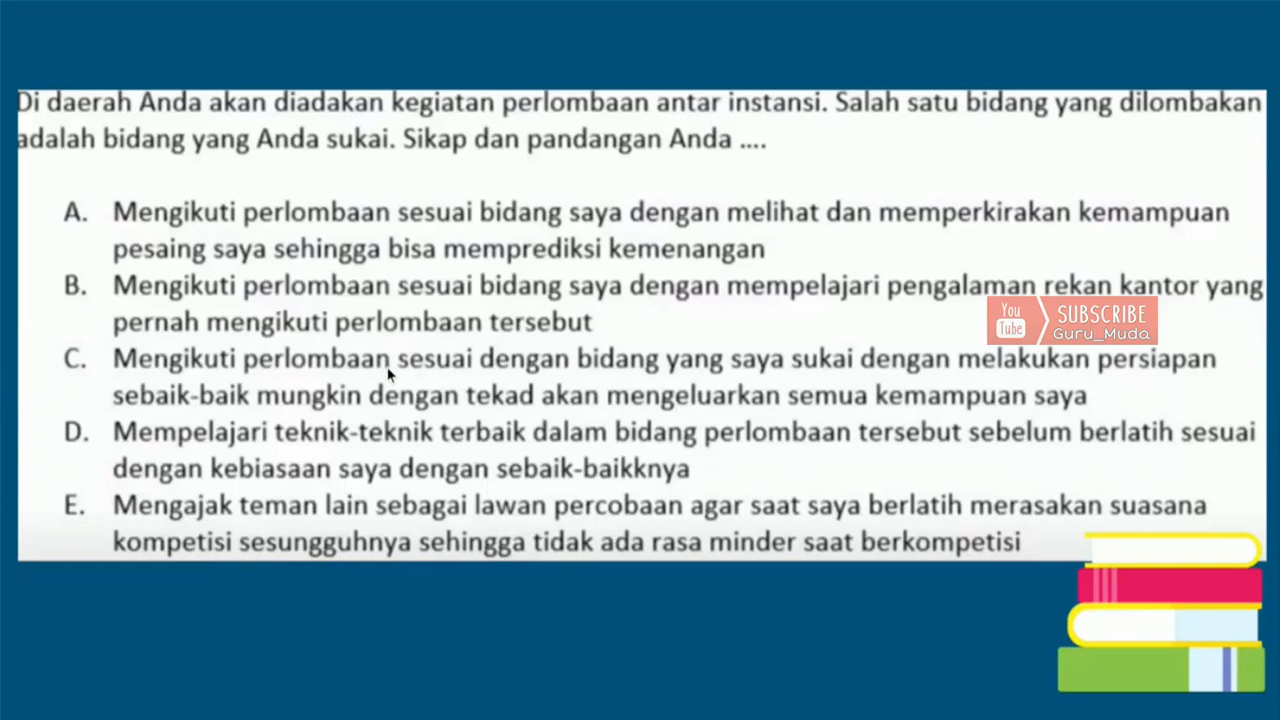 Di daerah Anda akan diadakan kegiatan perlombaan antar instansi. Salah satu bidang yang dilombakan
adalah bidang yang Anda sukai. Sikap dan pandangan Anda ....
A. Mengikuti perlombaan sesuai bidang saya dengan melihat dan memperkirakan kemampuan
pesaing saya sehingga bisa memprediksi kemenangan
B. Mengikuti perlombaan sesuai bidang saya dengan mempelajari pengalaman rekan kantor yang
pernah mengikuti perlombaan tersebut
You Tube SUBSCRIBE
Guru_Muda
C. Mengikuti perlombaan sesuai dengan bidang yang saya sukai dengan melakukan persiapan
sebaik-baik mungkin dengan tekad akan mengeluarkan semua kemampuan saya
D. Mempelajari teknik-teknik terbaik dalam bidang perlombaan tersebut sebelum berlatih sesuai
dengan kebiasaan saya dengan sebaik-baikknya
E. Mengajak teman lain sebagai lawan percobaan agar saat saya berlatih merasakan suasana
kompetisi sesungguhnya sehingga tidak ada rasa minder saat berkompetisi